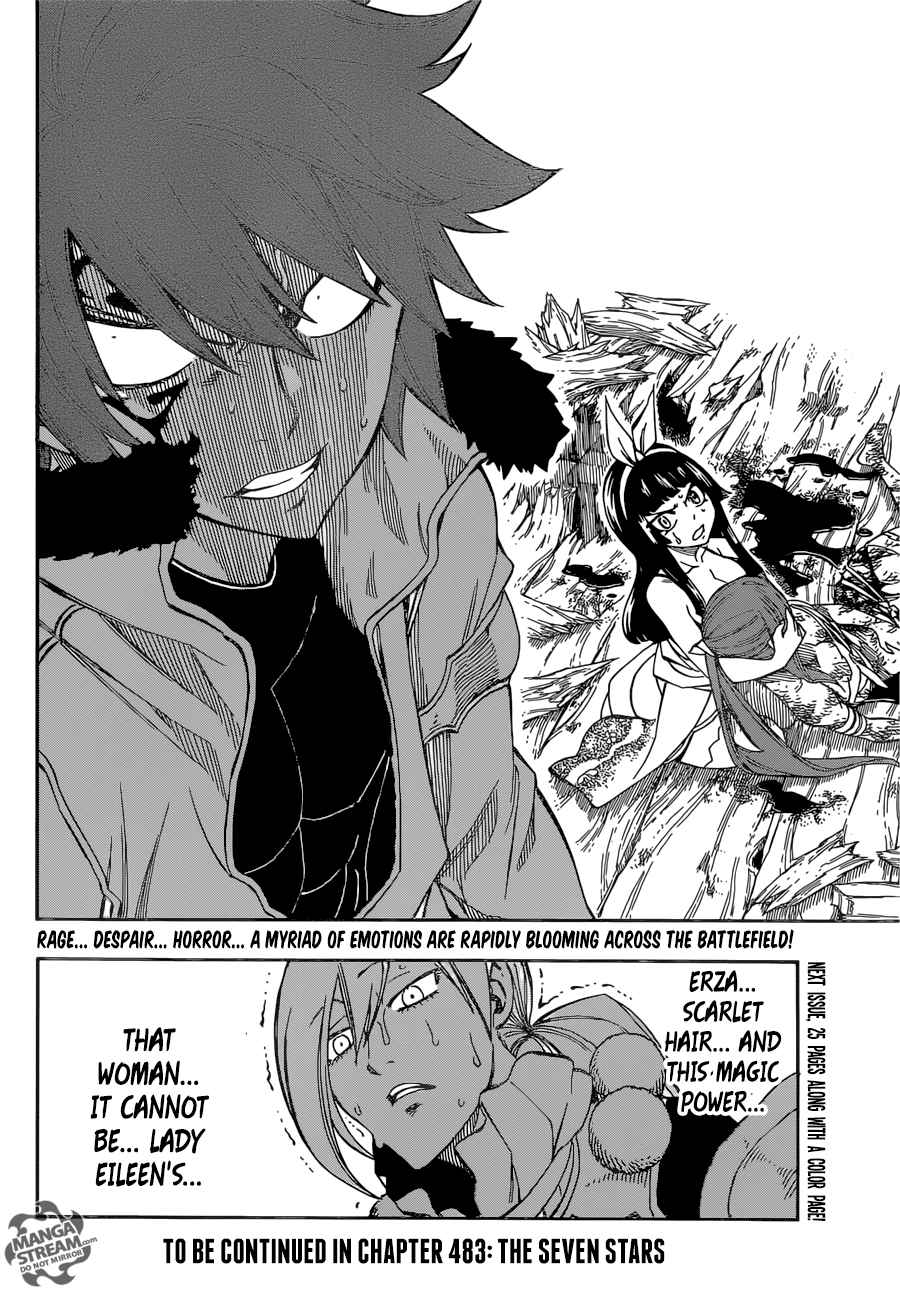 RAGE... DESPAIR... HORROR... A MYRIAD OF EMOTIONS ARE RAPIDLY BLOOMING ACROSS THE BATTLEFIELD!
ERZA...
SCARLET
HAIR... AND
THIS MAGIC
POWER...
THAT
WOMAN...
IT CANNOT
BE... LADY
EILEEN'S...
NEXT ISSUE, 25 PAGES ALONG WITH A COLOR PAGE!
MANGA
STREAM.com
DO NOT MIRROR
TO BE CONTINUED IN CHAPTER 483: THE SEVEN STARS